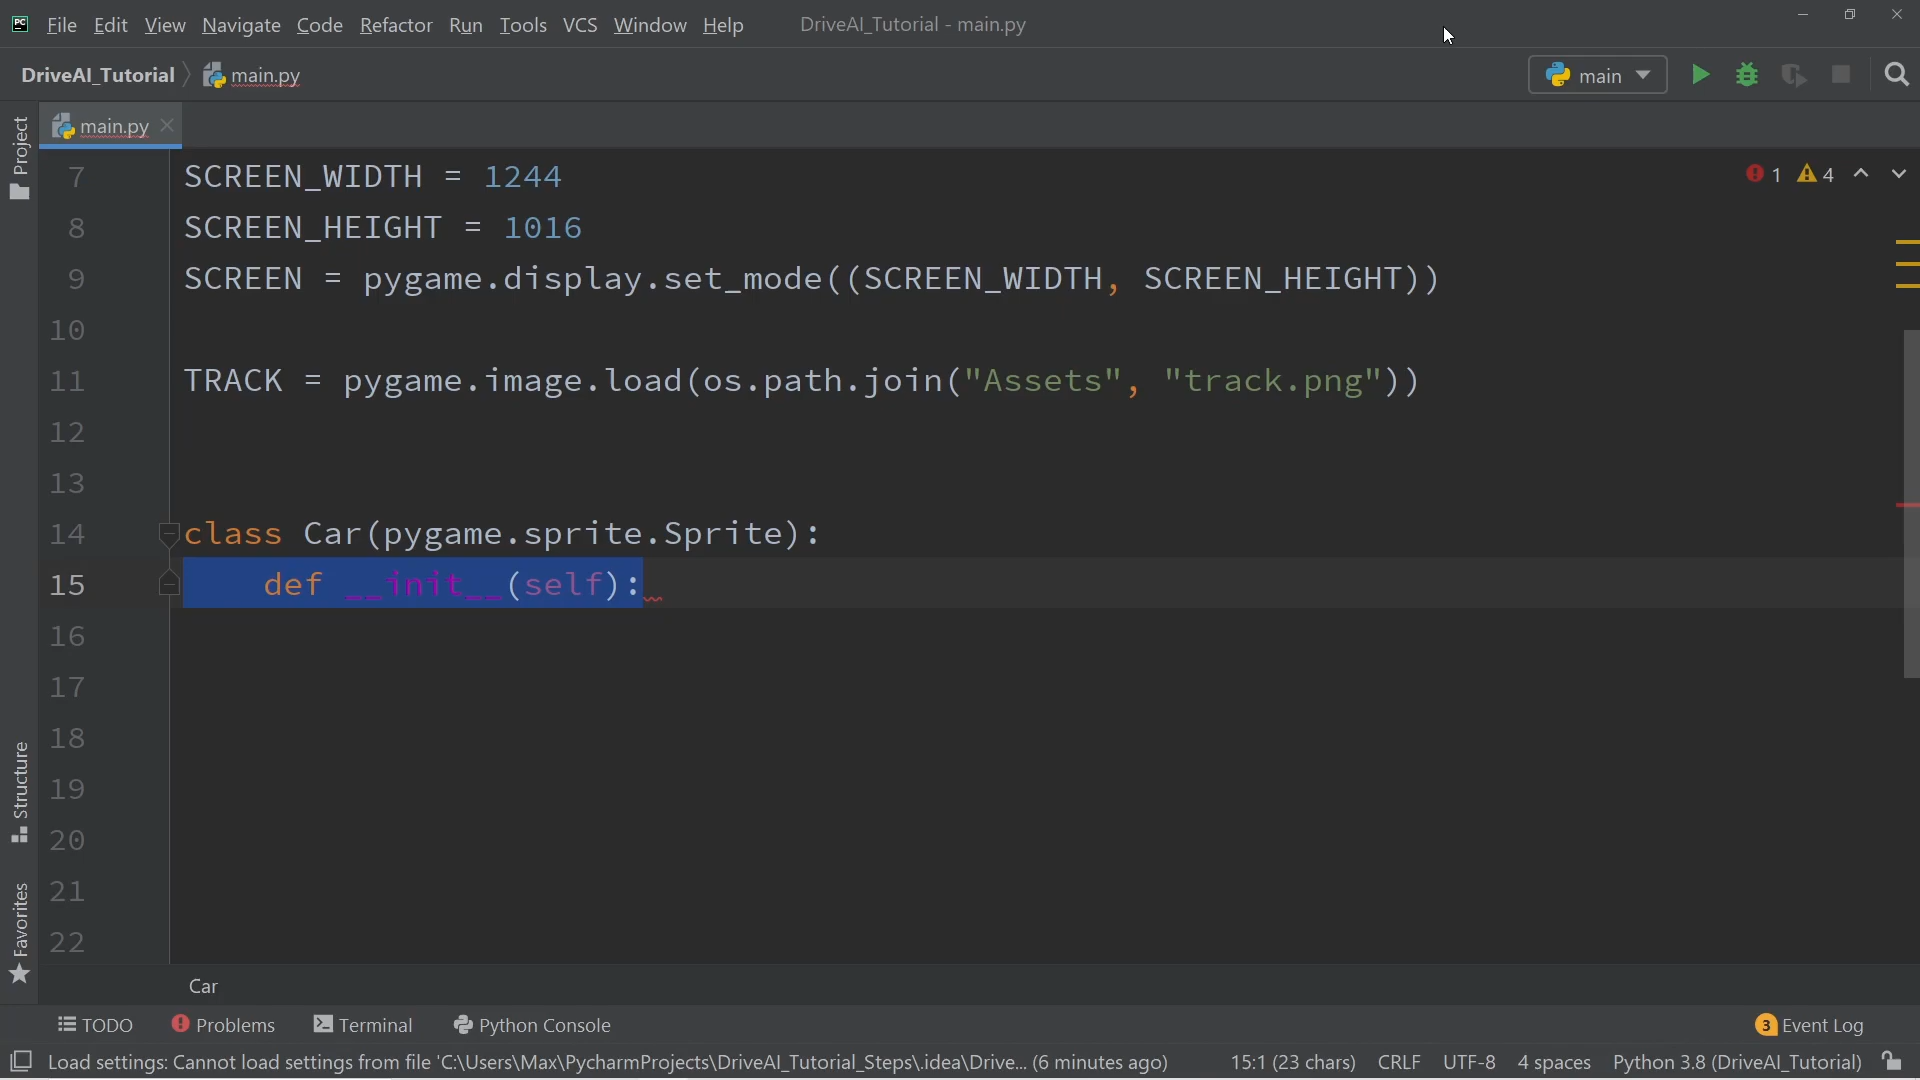 PC File Edit View Navigate Code Refactor Run Tools VCS Window Help DriveAI_Tutorial - main.py
DriveAI_Tutorial main.py main
Project
main.py
7 SCREEN_WIDTH = 1244
1 4
8 SCREEN_HEIGHT = 1016
9 SCREEN = pygame.display.set_mode((SCREEN_WIDTH, SCREEN_HEIGHT))
10
11 TRACK = pygame.image.load(os.path.join("Assets", "track.png"))
12
13
14 class Car(pygame.sprite.Sprite):
15 def __init__(self):
16
17
18
19
20
21
22
Structure
Favorites
Car
TODO Problems Terminal Python Console 3 Event Log
Load settings: Cannot load settings from file 'C:\Users\Max\PycharmProjects\DriveAI_Tutorial_Steps\.idea\Drive... (6 minutes ago) 15:1 (23 chars) CRLF UTF-8 4 spaces Python 3.8 (DriveAI_Tutorial)